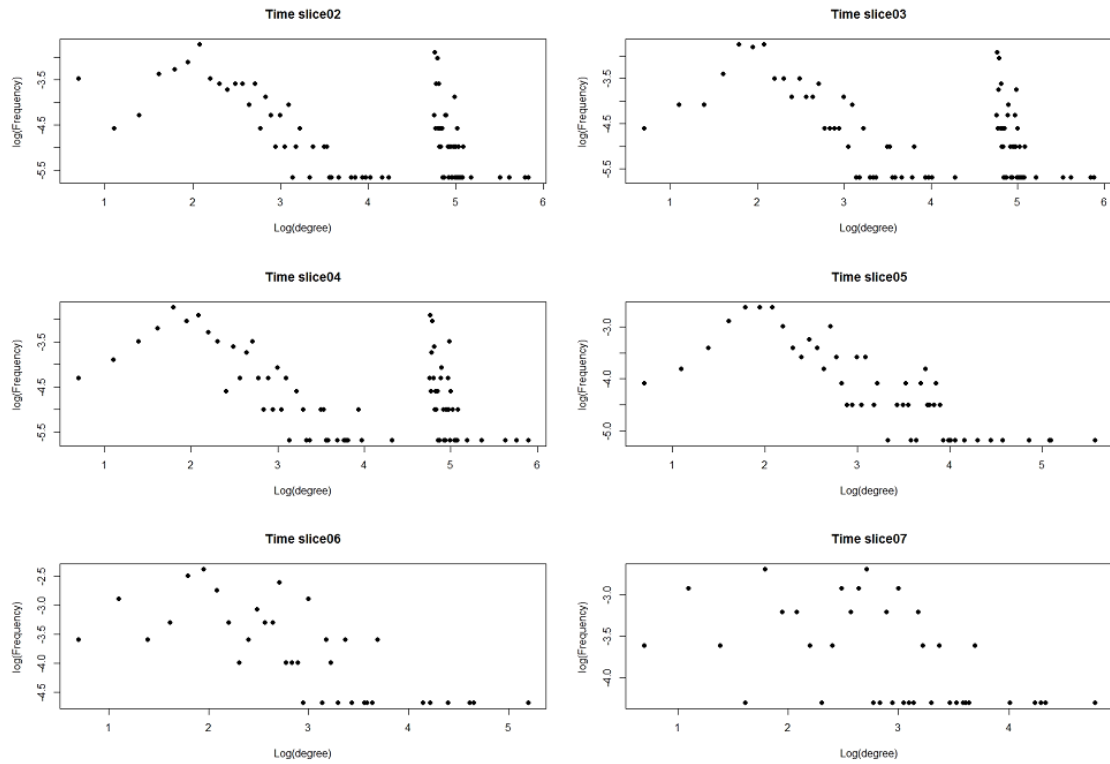 Time slice02
log(Frequency)
-3.5
-4.5
-5.5
1 2 3 4 5 6
Log(degree)
Time slice03
log(Frequency)
-3.5
-4.5
-5.5
1 2 3 4 5 6
Log(degree)
Time slice04
log(Frequency)
-3.5
-4.5
-5.5
1 2 3 4 5 6
Log(degree)
Time slice05
log(Frequency)
-3.0
-4.0
-5.0
1 2 3 4 5
Log(degree)
Time slice06
log(Frequency)
-2.5
-3.0
-3.5
-4.0
-4.5
1 2 3 4 5
Log(degree)
Time slice07
log(Frequency)
-3.0
-3.5
-4.0
1 2 3 4
Log(degree)